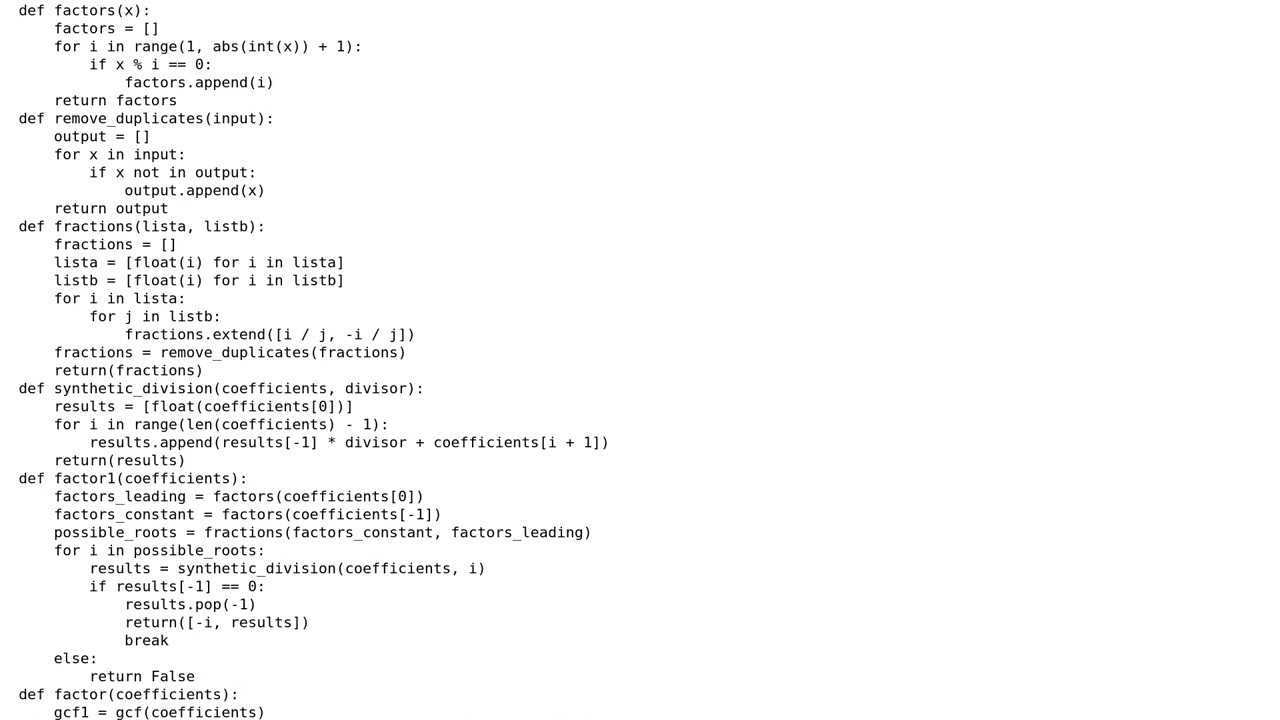 def factors(x):
    factors = []
    for i in range(1, abs(int(x)) + 1):
        if x % i == 0:
            factors.append(i)
    return factors
def remove_duplicates(input):
    output = []
    for x in input:
        if x not in output:
            output.append(x)
    return output
def fractions(lista, listb):
    fractions = []
    lista = [float(i) for i in lista]
    listb = [float(i) for i in listb]
    for i in lista:
        for j in listb:
            fractions.extend([i / j, -i / j])
    fractions = remove_duplicates(fractions)
    return(fractions)
def synthetic_division(coefficients, divisor):
    results = [float(coefficients[0])]
    for i in range(len(coefficients) - 1):
        results.append(results[-1] * divisor + coefficients[i + 1])
    return(results)
def factor1(coefficients):
    factors_leading = factors(coefficients[0])
    factors_constant = factors(coefficients[-1])
    possible_roots = fractions(factors_constant, factors_leading)
    for i in possible_roots:
        results = synthetic_division(coefficients, i)
        if results[-1] == 0:
            results.pop(-1)
            return([-i, results])
            break
    else:
        return False
def factor(coefficients):
    gcf1 = gcf(coefficients)